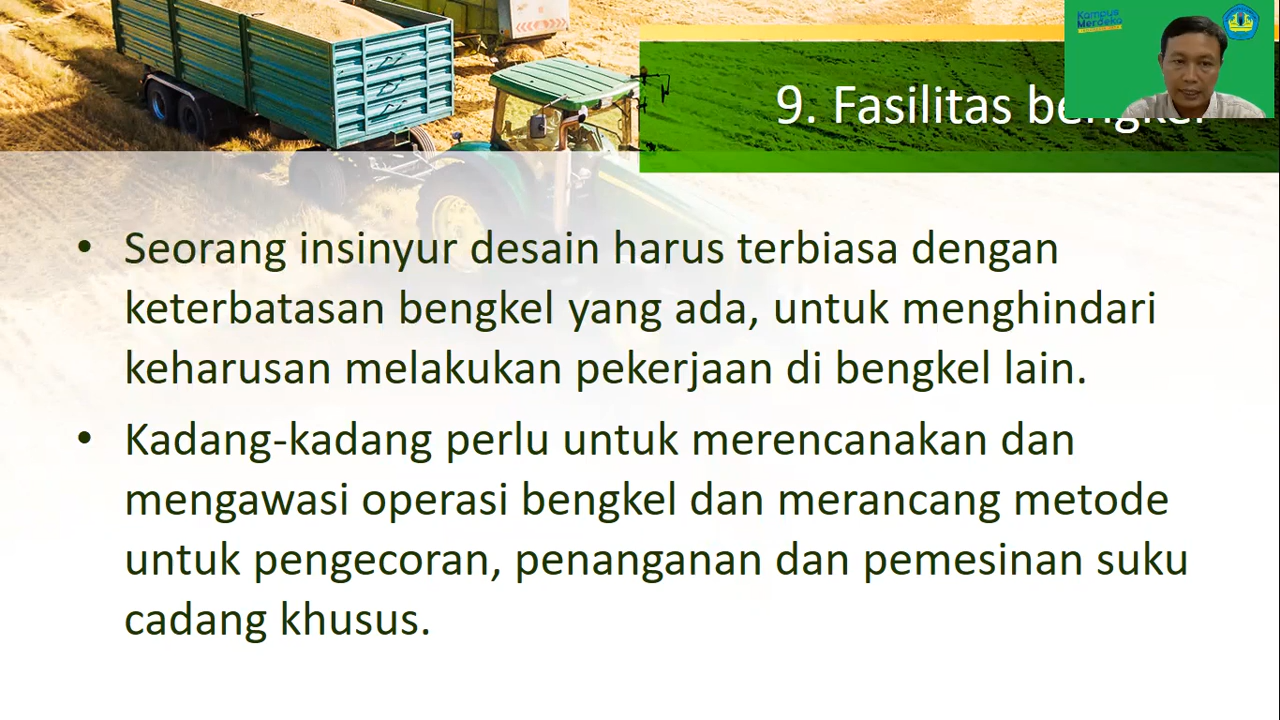 Kampus
Merdeka
9. Fasilitas bengkel
• Seorang insinyur desain harus terbiasa dengan
keterbatasan bengkel yang ada, untuk menghindari
keharusan melakukan pekerjaan di bengkel lain.
• Kadang-kadang perlu untuk merencanakan dan
mengawasi operasi bengkel dan merancang metode
untuk pengecoran, penanganan dan pemesinan suku
cadang khusus.